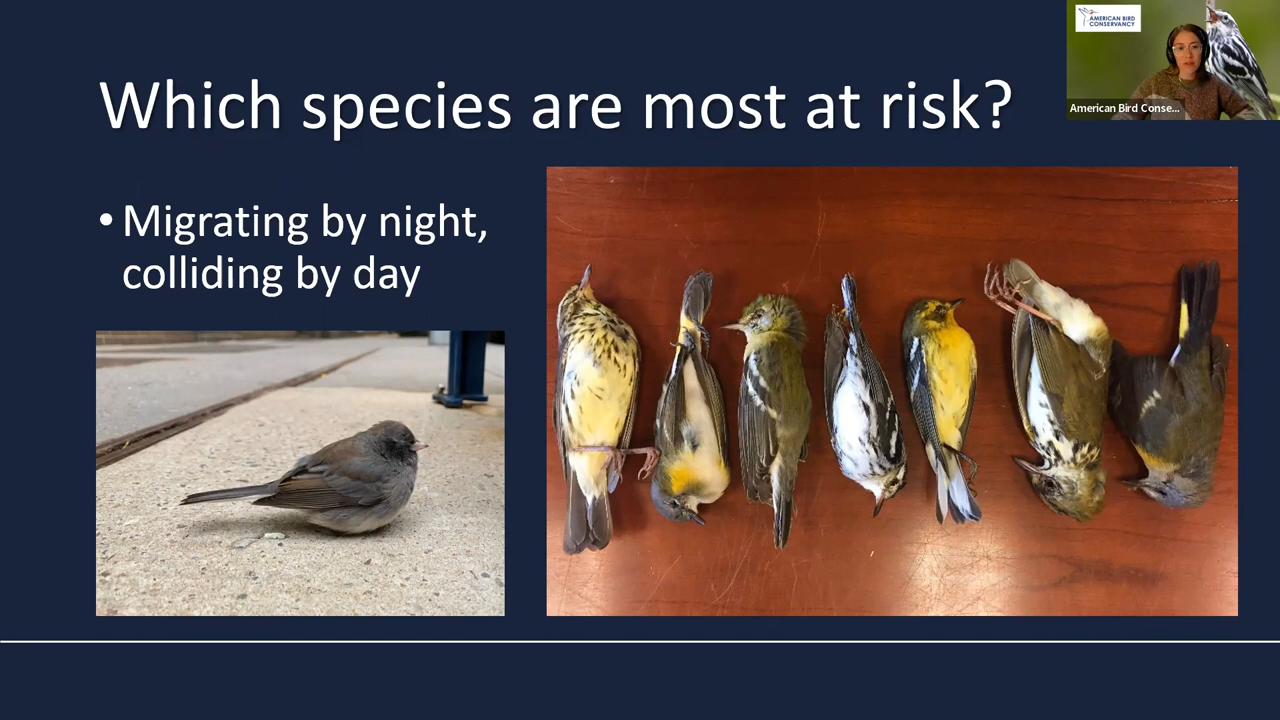 AMERICAN BIRD
CONSERVANCY
American Bird Conse...
Which species are most at risk?
• Migrating by night,
colliding by day